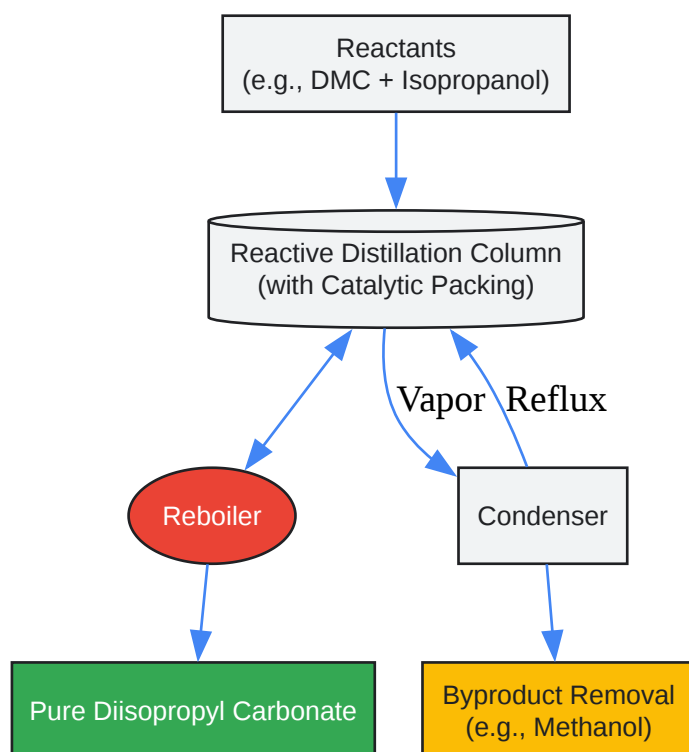 Reactants
(e.g., DMC + Isopropanol)
Reactive Distillation Column
(with Catalytic Packing)
Vapor
Reflux
Reboiler
Condenser
Pure Diisopropyl Carbonate
Byproduct Removal
(e.g., Methanol)